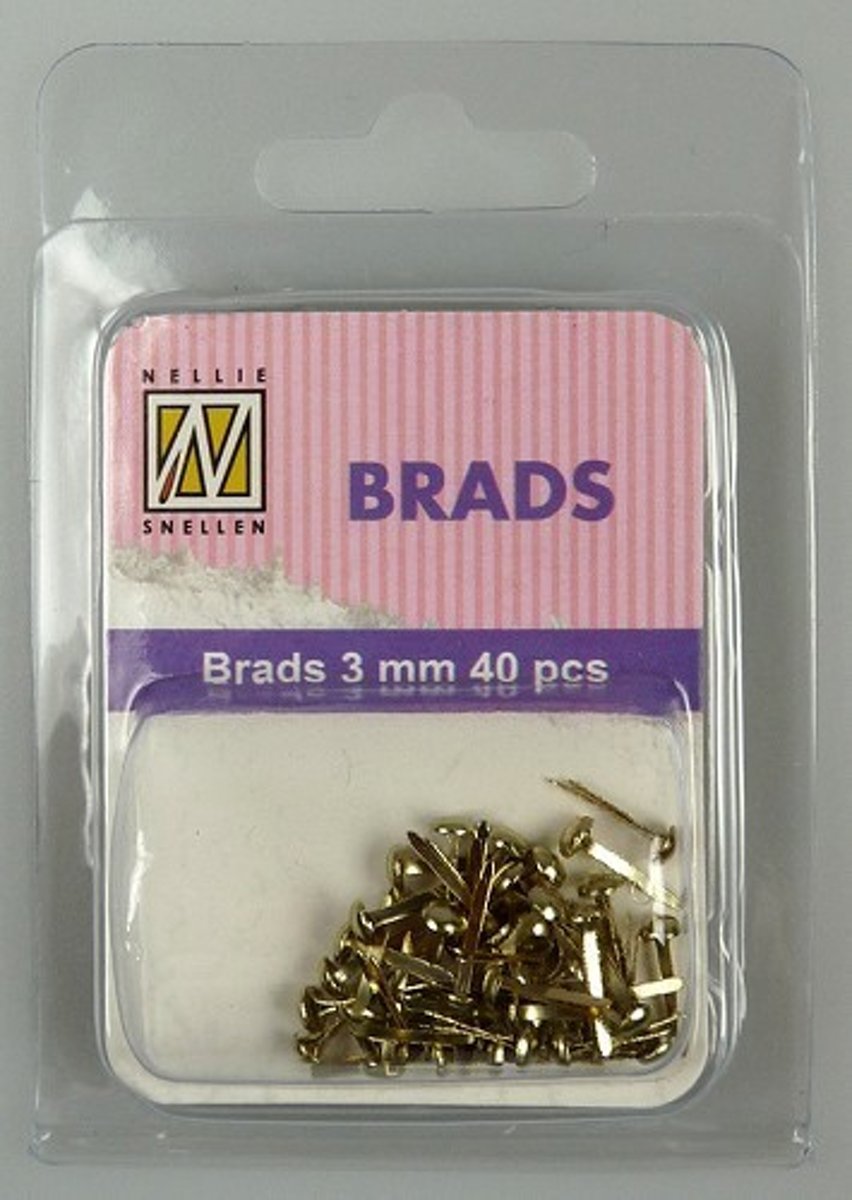 NELLIE
N
SNELLEN
BRADS
Brads 3 mm 40 pcs